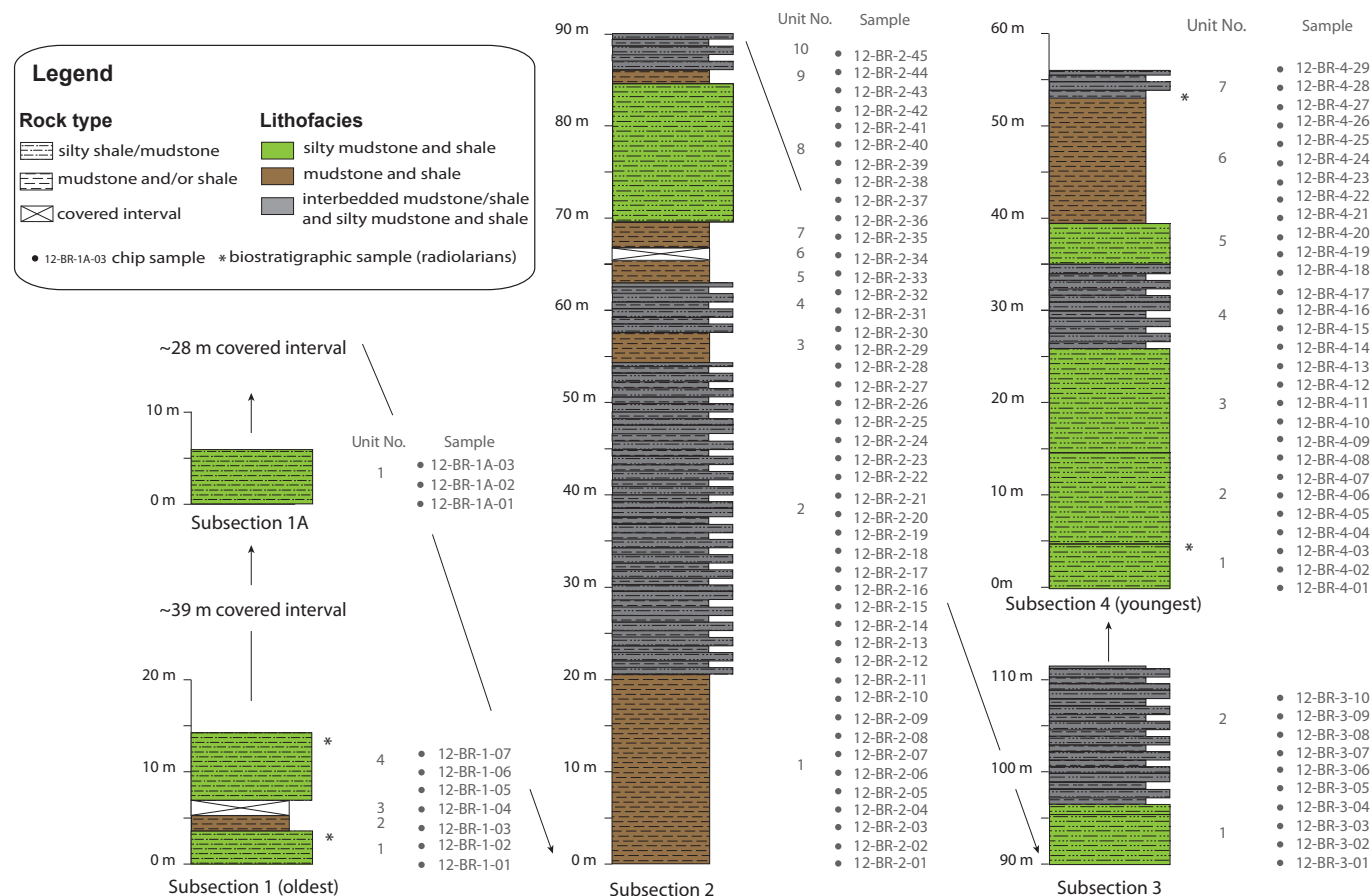 Legend
Rock type
silty shale/mudstone
mudstone and/or shale
covered interval
Lithofacies
silty mudstone and shale
mudstone and shale
interbedded mudstone/shale
and silty mudstone and shale
• 12-BR-1A-03 chip sample * biostratigraphic sample (radiolarians)
~28 m covered interval
10 m
0 m
Subsection 1A
Unit No. Sample
1
• 12-BR-1A-03
• 12-BR-1A-02
• 12-BR-1A-01
~39 m covered interval
20 m
10 m
0 m
*
*
4
3
2
1
• 12-BR-1-07
• 12-BR-1-06
• 12-BR-1-05
• 12-BR-1-04
• 12-BR-1-03
• 12-BR-1-02
• 12-BR-1-01
Subsection 1 (oldest)
90 m
80 m
70 m
60 m
50 m
40 m
30 m
20 m
10 m
0 m
Subsection 2
Unit No. Sample
10
9
8
7
6
5
4
3
2
1
• 12-BR-2-45
• 12-BR-2-44
• 12-BR-2-43
• 12-BR-2-42
• 12-BR-2-41
• 12-BR-2-40
• 12-BR-2-39
• 12-BR-2-38
• 12-BR-2-37
• 12-BR-2-36
• 12-BR-2-35
• 12-BR-2-34
• 12-BR-2-33
• 12-BR-2-32
• 12-BR-2-31
• 12-BR-2-30
• 12-BR-2-29
• 12-BR-2-28
• 12-BR-2-27
• 12-BR-2-26
• 12-BR-2-25
• 12-BR-2-24
• 12-BR-2-23
• 12-BR-2-22
• 12-BR-2-21
• 12-BR-2-20
• 12-BR-2-19
• 12-BR-2-18
• 12-BR-2-17
• 12-BR-2-16
• 12-BR-2-15
• 12-BR-2-14
• 12-BR-2-13
• 12-BR-2-12
• 12-BR-2-11
• 12-BR-2-10
• 12-BR-2-09
• 12-BR-2-08
• 12-BR-2-07
• 12-BR-2-06
• 12-BR-2-05
• 12-BR-2-04
• 12-BR-2-03
• 12-BR-2-02
• 12-BR-2-01
60 m
50 m
40 m
30 m
20 m
10 m
0m
Subsection 4 (youngest)
Unit No. Sample
*
*
7
6
5
4
3
2
1
• 12-BR-4-29
• 12-BR-4-28
• 12-BR-4-27
• 12-BR-4-26
• 12-BR-4-25
• 12-BR-4-24
• 12-BR-4-23
• 12-BR-4-22
• 12-BR-4-21
• 12-BR-4-20
• 12-BR-4-19
• 12-BR-4-18
• 12-BR-4-17
• 12-BR-4-16
• 12-BR-4-15
• 12-BR-4-14
• 12-BR-4-13
• 12-BR-4-12
• 12-BR-4-11
• 12-BR-4-10
• 12-BR-4-09
• 12-BR-4-08
• 12-BR-4-07
• 12-BR-4-06
• 12-BR-4-05
• 12-BR-4-04
• 12-BR-4-03
• 12-BR-4-02
• 12-BR-4-01
110 m
100 m
90 m
2
1
• 12-BR-3-10
• 12-BR-3-09
• 12-BR-3-08
• 12-BR-3-07
• 12-BR-3-06
• 12-BR-3-05
• 12-BR-3-04
• 12-BR-3-03
• 12-BR-3-02
• 12-BR-3-01
Subsection 3